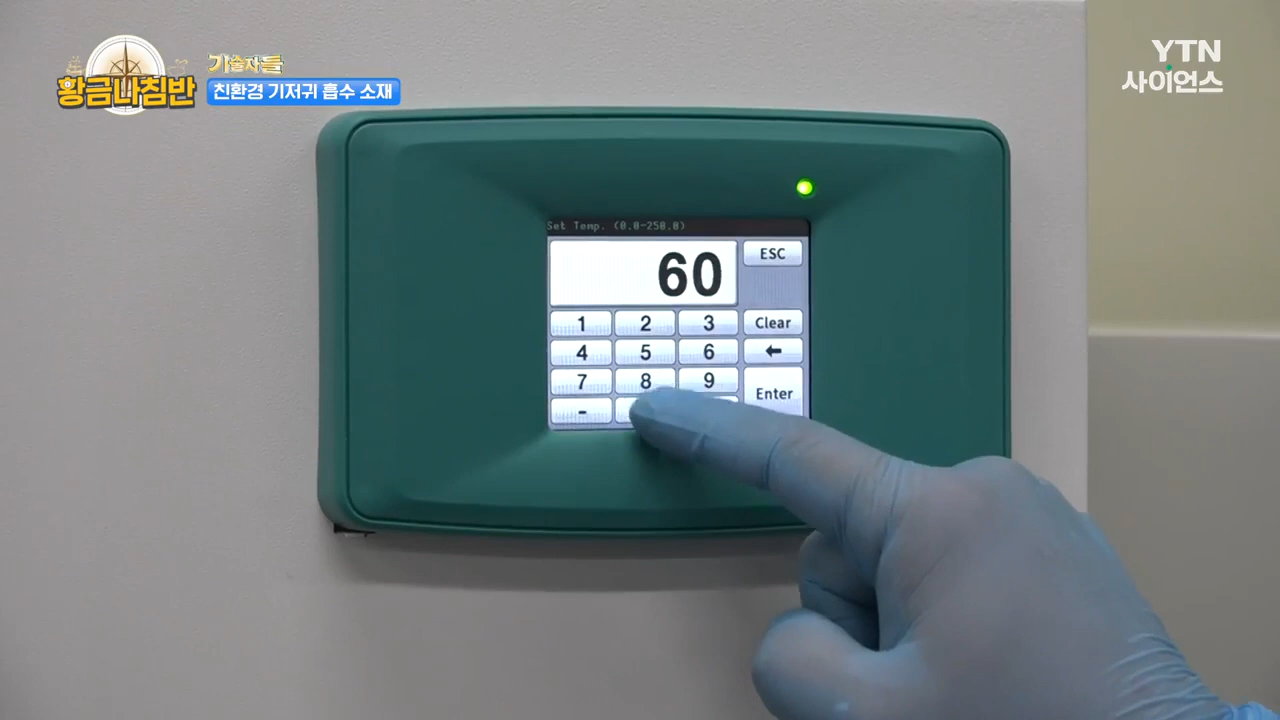 황금나침반
기술자들
친환경 기저귀 흡수 소재
YTN
사이언스
Set Temp. (0.0-250.0)
60
ESC
1 2 3 Clear
4 5 6 ←
7 8 9 Enter
-